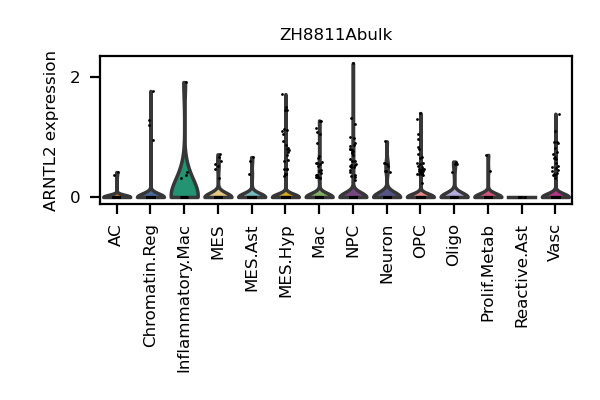 ZH8811Abulk
ARNTL2 expression
2
0
AC
Chromatin.Reg
Inflammatory.Mac
MES
MES.Ast
MES.Hyp
Mac
NPC
Neuron
OPC
Oligo
Prolif.Metab
Reactive.Ast
Vasc